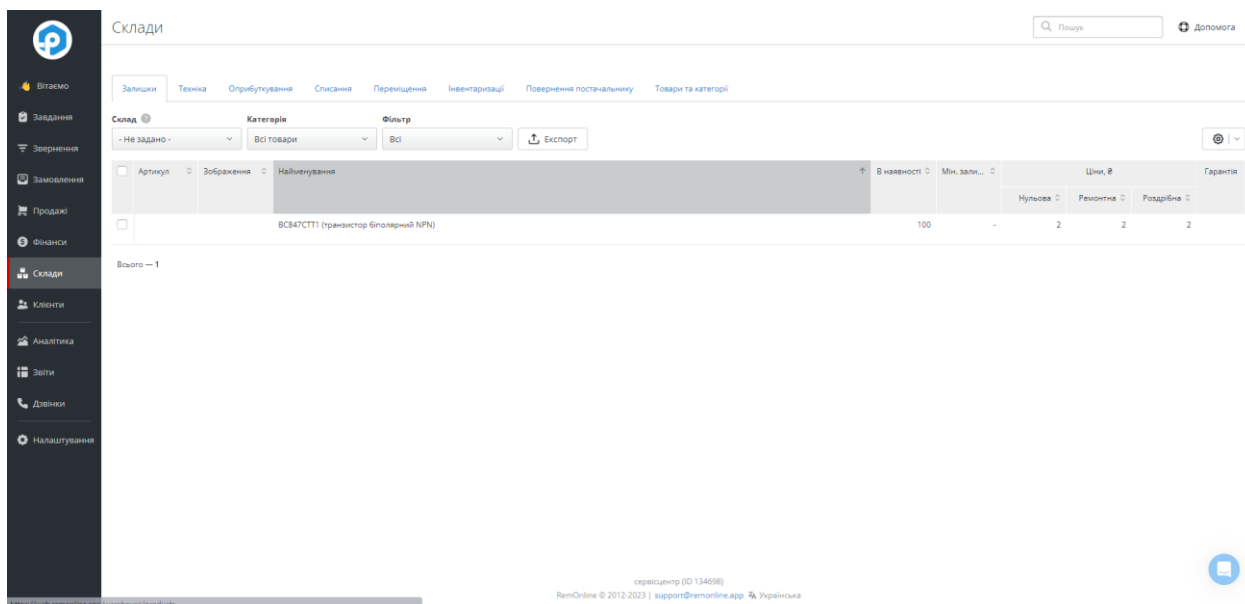 Склади
Пошук
Допомога
Вітаємо
Завдання
Звернення
Замовлення
Продажі
Фінанси
Склади
Клієнти
Аналітика
Звіти
Дзвінки
Налаштування
Залишки Техніка Оприбуткування Списання Переміщення Інвентаризації Повернення постачальнику Товари та категорії
Склад Категорія Фільтр
- Не задано - Всі товари Всі Експорт
Артикул Зображення Найменування В наявності Мін. зали... Ціни, ₴ Гарантія
Нульова Ремонтна Роздрібна
BC847CTT1 (транзистор біполярний NPN) 100 - 2 2 2
Всього — 1
сервісцентр (ID 134698)
RemOnline © 2012-2023 | support@remonline.app Українська